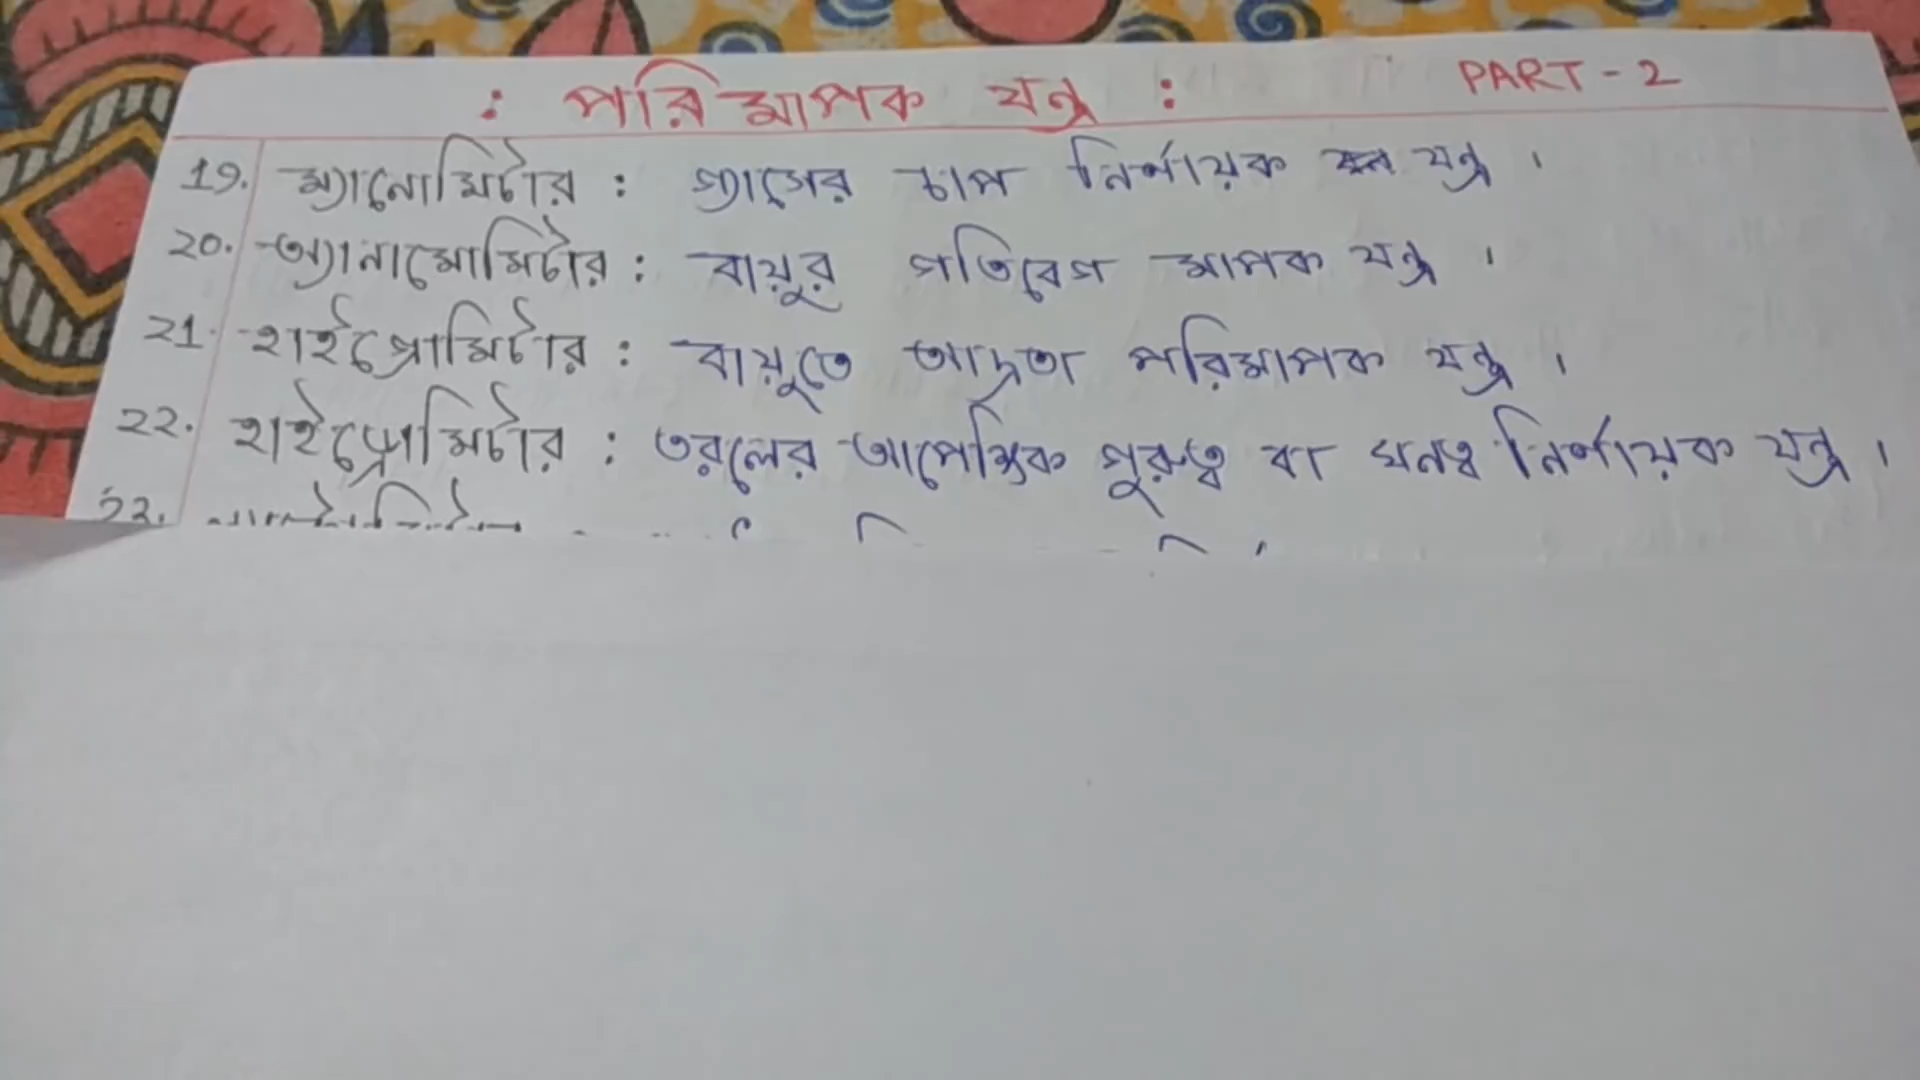 : পরিমাপক যন্ত্র : PART - 2
19. ম্যানোমিটার : গ্যাসের চাপ নির্ণায়ক যন্ত্র ।
20. অ্যানামোমিটার : বায়ুর গতিবেগ মাপক যন্ত্র ।
21. হাইগ্রোমিটার : বায়ুতে আদ্রতা পরিমাপক যন্ত্র ।
22. হাইড্রোমিটার : তরলের আপেক্ষিক গুরুত্ব বা ঘনত্ব নির্ণায়ক যন্ত্র ।
23.